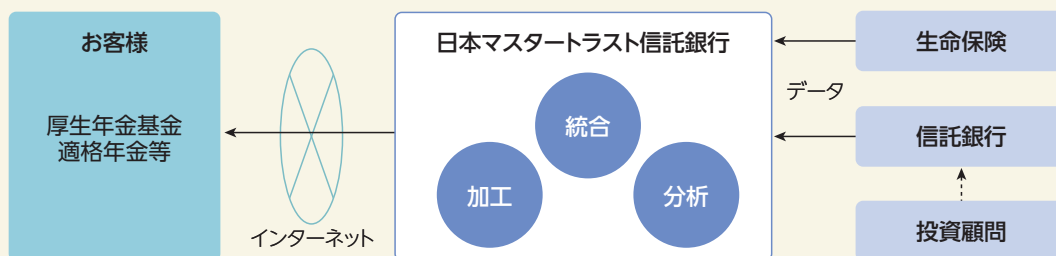 お客様
厚生年金基金
適格年金等
インターネット
日本マスタートラスト信託銀行
統合
加工
分析
データ
生命保険
信託銀行
投資顧問